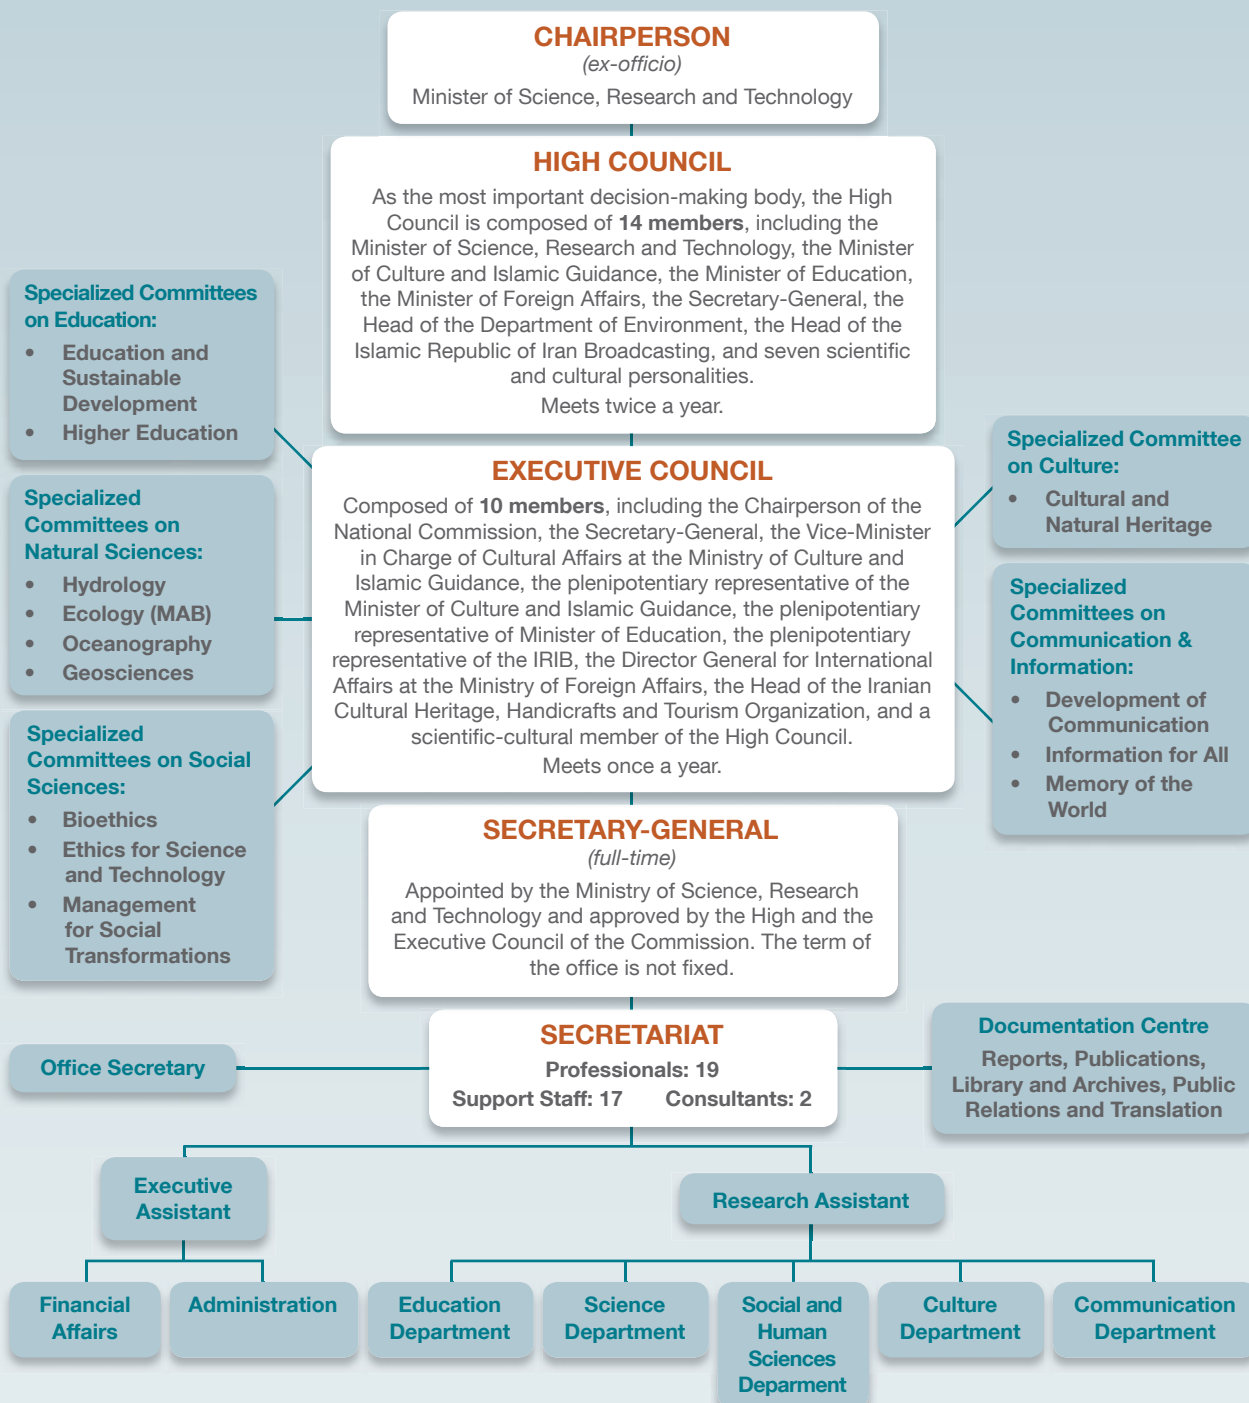 CHAIRPERSON
(ex-officio)
Minister of Science, Research and Technology
HIGH COUNCIL
As the most important decision-making body, the High
Council is composed of 14 members, including the
Minister of Science, Research and Technology, the Minister
of Culture and Islamic Guidance, the Minister of Education,
the Minister of Foreign Affairs, the Secretary-General, the
Head of the Department of Environment, the Head of the
Islamic Republic of Iran Broadcasting, and seven scientific
and cultural personalities.
Meets twice a year.
Specialized Committees
on Education:
• Education and
Sustainable
Development
• Higher Education
Specialized
Committees on
Natural Sciences:
• Hydrology
• Ecology (MAB)
• Oceanography
• Geosciences
Specialized
Committees on Social
Sciences:
• Bioethics
• Ethics for Science
and Technology
• Management
for Social
Transformations
EXECUTIVE COUNCIL
Composed of 10 members, including the Chairperson of the
National Commission, the Secretary-General, the Vice-Minister
in Charge of Cultural Affairs at the Ministry of Culture and
Islamic Guidance, the plenipotentiary representative of the
Minister of Culture and Islamic Guidance, the plenipotentiary
representative of Minister of Education, the plenipotentiary
representative of the IRIB, the Director General for International
Affairs at the Ministry of Foreign Affairs, the Head of the Iranian
Cultural Heritage, Handicrafts and Tourism Organization, and a
scientific-cultural member of the High Council.
Meets once a year.
Specialized Committee
on Culture:
• Cultural and
Natural Heritage
Specialized
Committees on
Communication &
Information:
• Development of
Communication
• Information for All
• Memory of the
World
SECRETARY-GENERAL
(full-time)
Appointed by the Ministry of Science, Research
and Technology and approved by the High and the
Executive Council of the Commission. The term of
the office is not fixed.
Office Secretary
SECRETARIAT
Professionals: 19
Support Staff: 17 Consultants: 2
Documentation Centre
Reports, Publications,
Library and Archives, Public
Relations and Translation
Executive
Assistant
Research Assistant
Financial
Affairs
Administration
Education
Department
Science
Department
Social and
Human
Sciences
Deparment
Culture
Department
Communication
Department